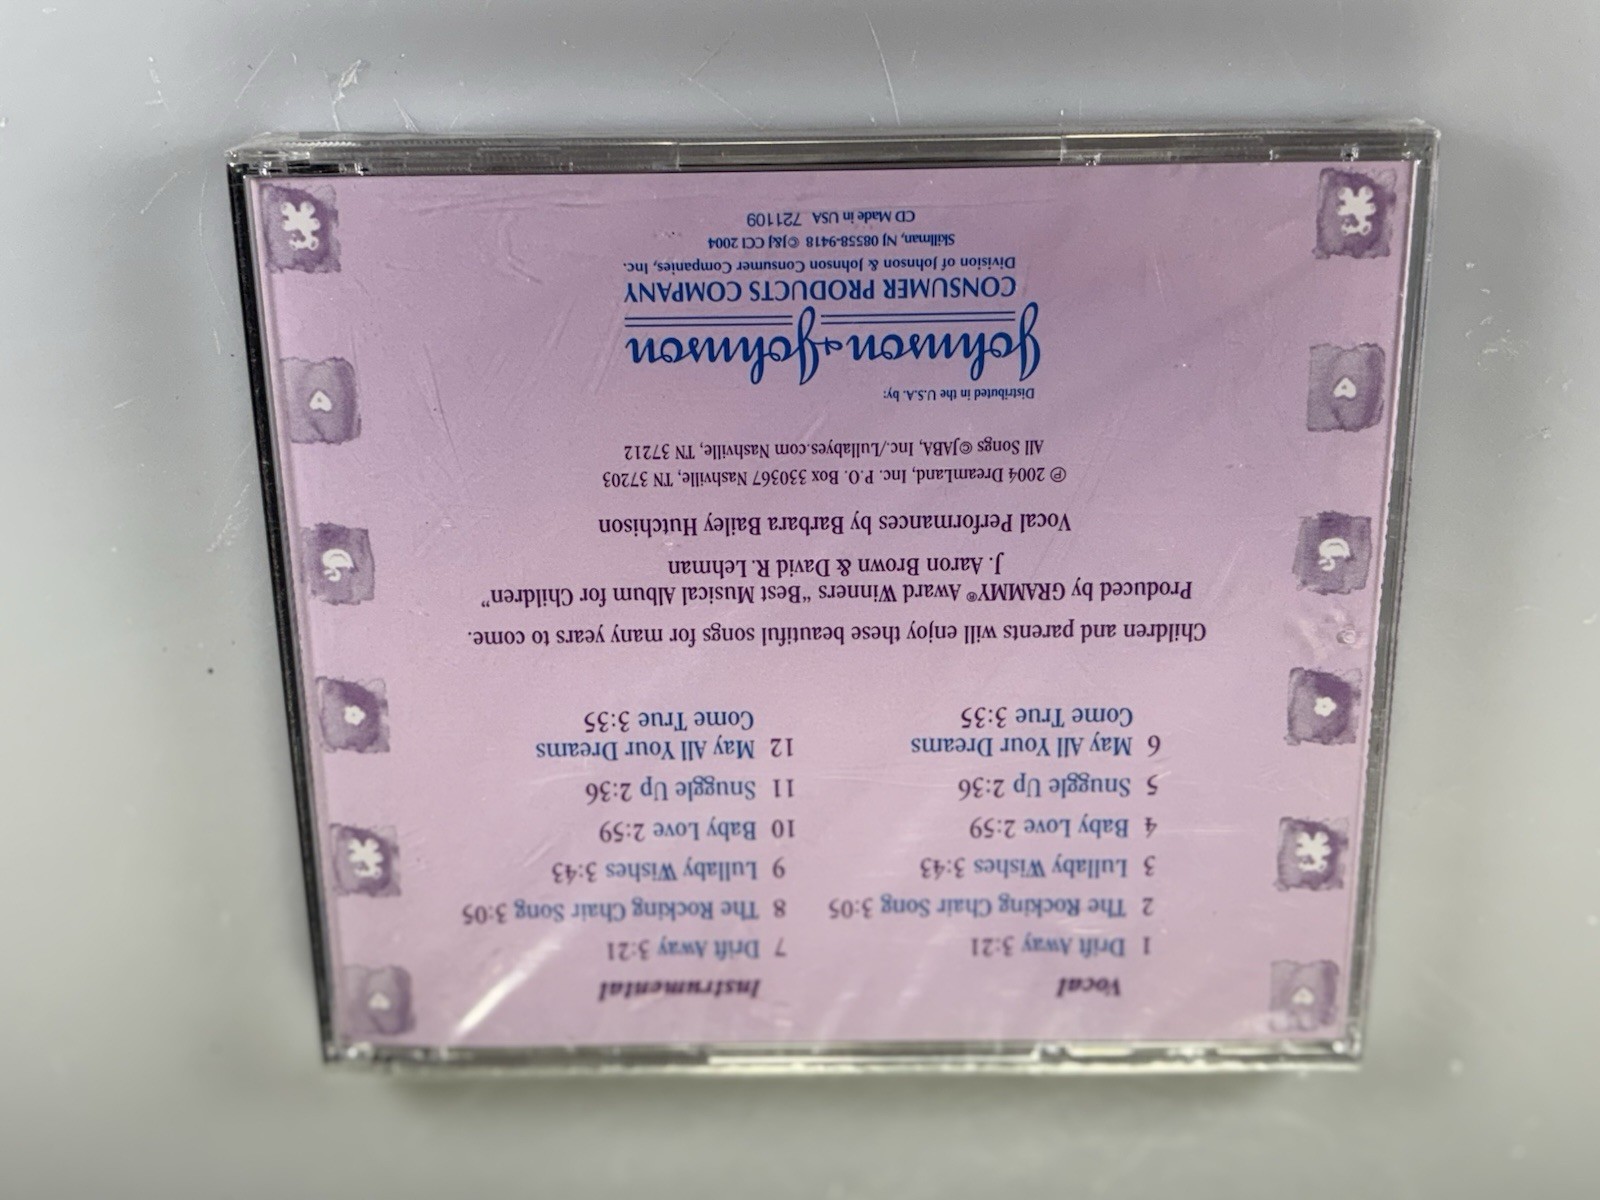 Vocal
1 Drift Away 3:21
2 The Rocking Chair Song 3:05
3 Lullaby Wishes 3:43
4 Baby Love 2:59
5 Snuggle Up 2:36
6 May All Your Dreams
Come True 3:35
Instrumental
7 Drift Away 3:21
8 The Rocking Chair Song 3:05
9 Lullaby Wishes 3:43
10 Baby Love 2:59
11 Snuggle Up 2:36
12 May All Your Dreams
Come True 3:35
Children and parents will enjoy these beautiful songs for many years to come.
Produced by GRAMMY® Award Winners "Best Musical Album for Children"
J. Aaron Brown & David R. Lehman
Vocal Performances by Barbara Bailey Hutchison
℗ 2004 DreamLand, Inc. P.O. Box 330367 Nashville, TN 37203
All Songs ©JABA, Inc./Lullabyes.com Nashville, TN 37212
Distributed in the U.S.A. by:
Johnson & Johnson
CONSUMER PRODUCTS COMPANY
Division of Johnson & Johnson Consumer Companies, Inc.
Skillman, NJ 08558-9418 ©J&J CCI 2004
CD Made in USA 721109